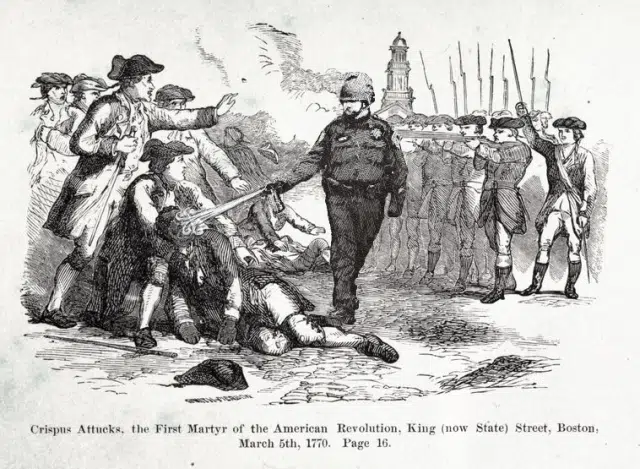 Crispus Attucks, the First Martyr of the American Revolution, King (now State) Street, Boston,
March 5th, 1770. Page 16.